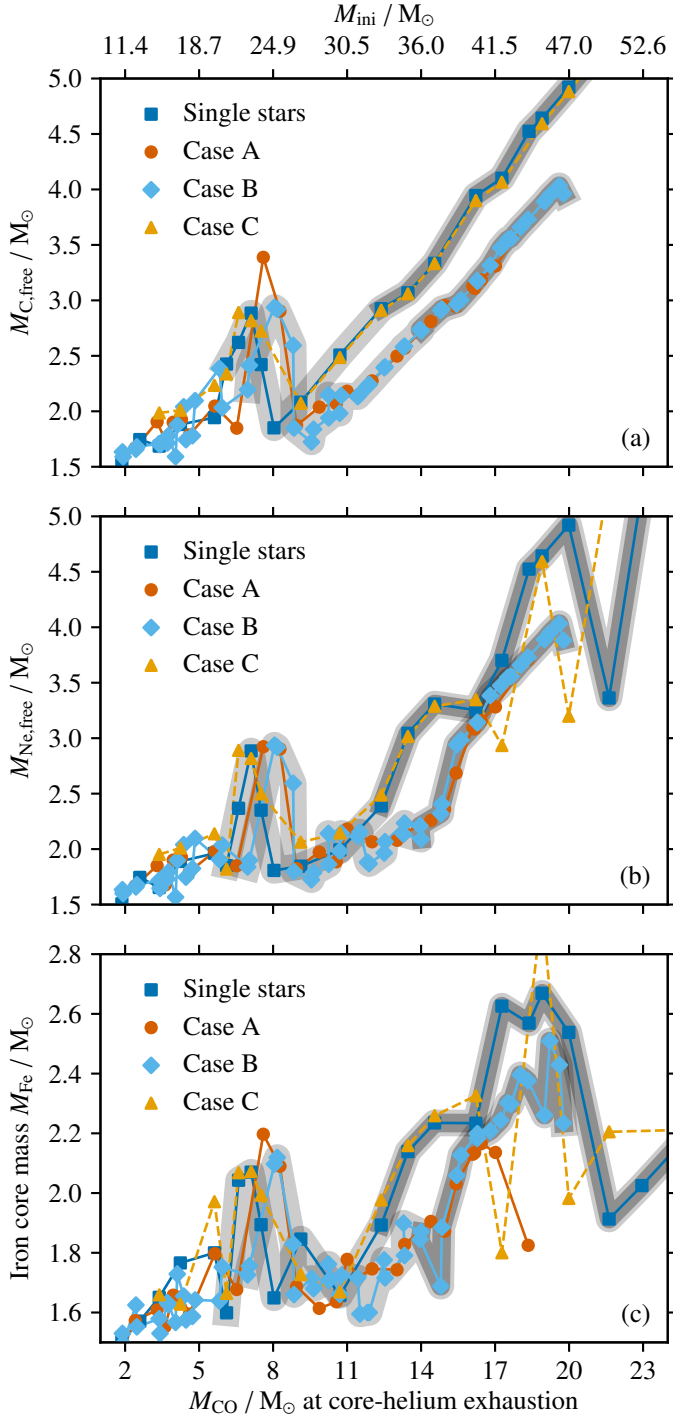 M_ini / M_⊙
11.4 18.7 24.9 30.5 36.0 41.5 47.0 52.6
5.0
4.5
4.0
3.5
3.0
2.5
2.0
1.5
M_C,free / M_⊙
Single stars
Case A
Case B
Case C
(a)
5.0
4.5
4.0
3.5
3.0
2.5
2.0
1.5
M_Ne,free / M_⊙
Single stars
Case A
Case B
Case C
(b)
2.8
2.6
2.4
2.2
2.0
1.8
1.6
Iron core mass M_Fe / M_⊙
Single stars
Case A
Case B
Case C
(c)
2 5 8 11 14 17 20 23
M_CO / M_⊙ at core-helium exhaustion